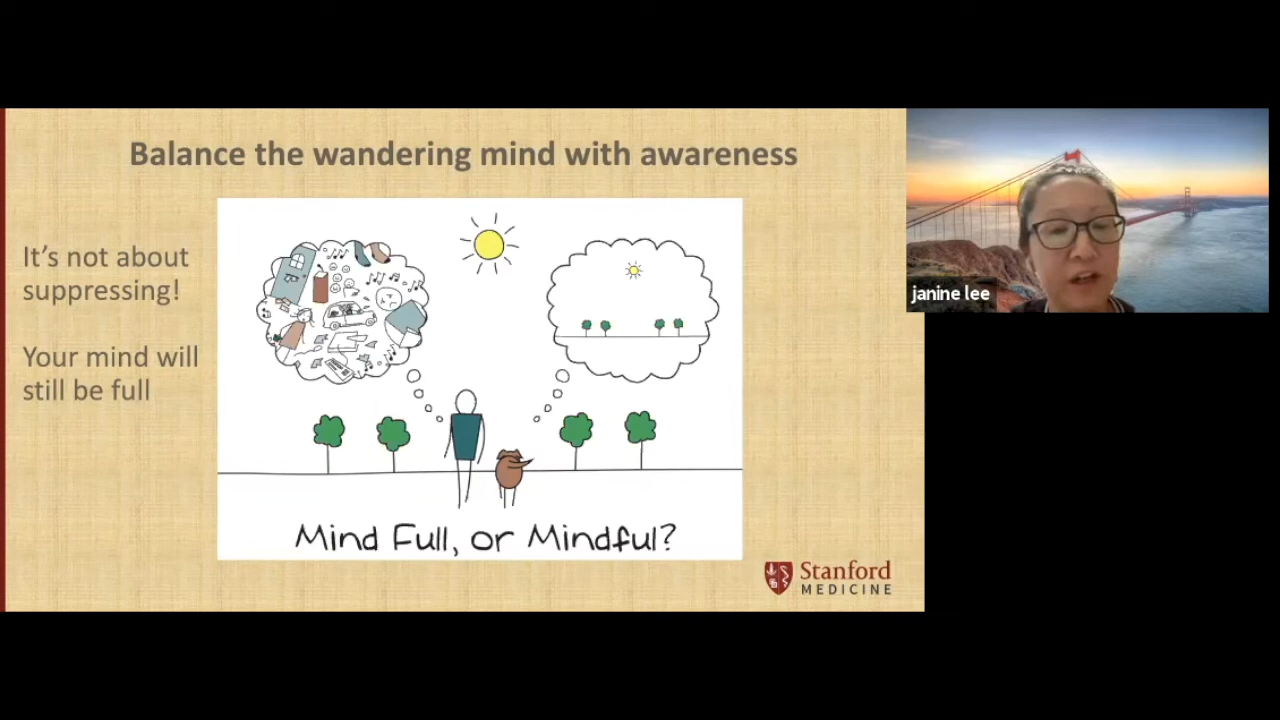 Balance the wandering mind with awareness
It's not about
suppressing!
Your mind will
still be full
Mind Full, or Mindful?
Stanford
MEDICINE
janine lee